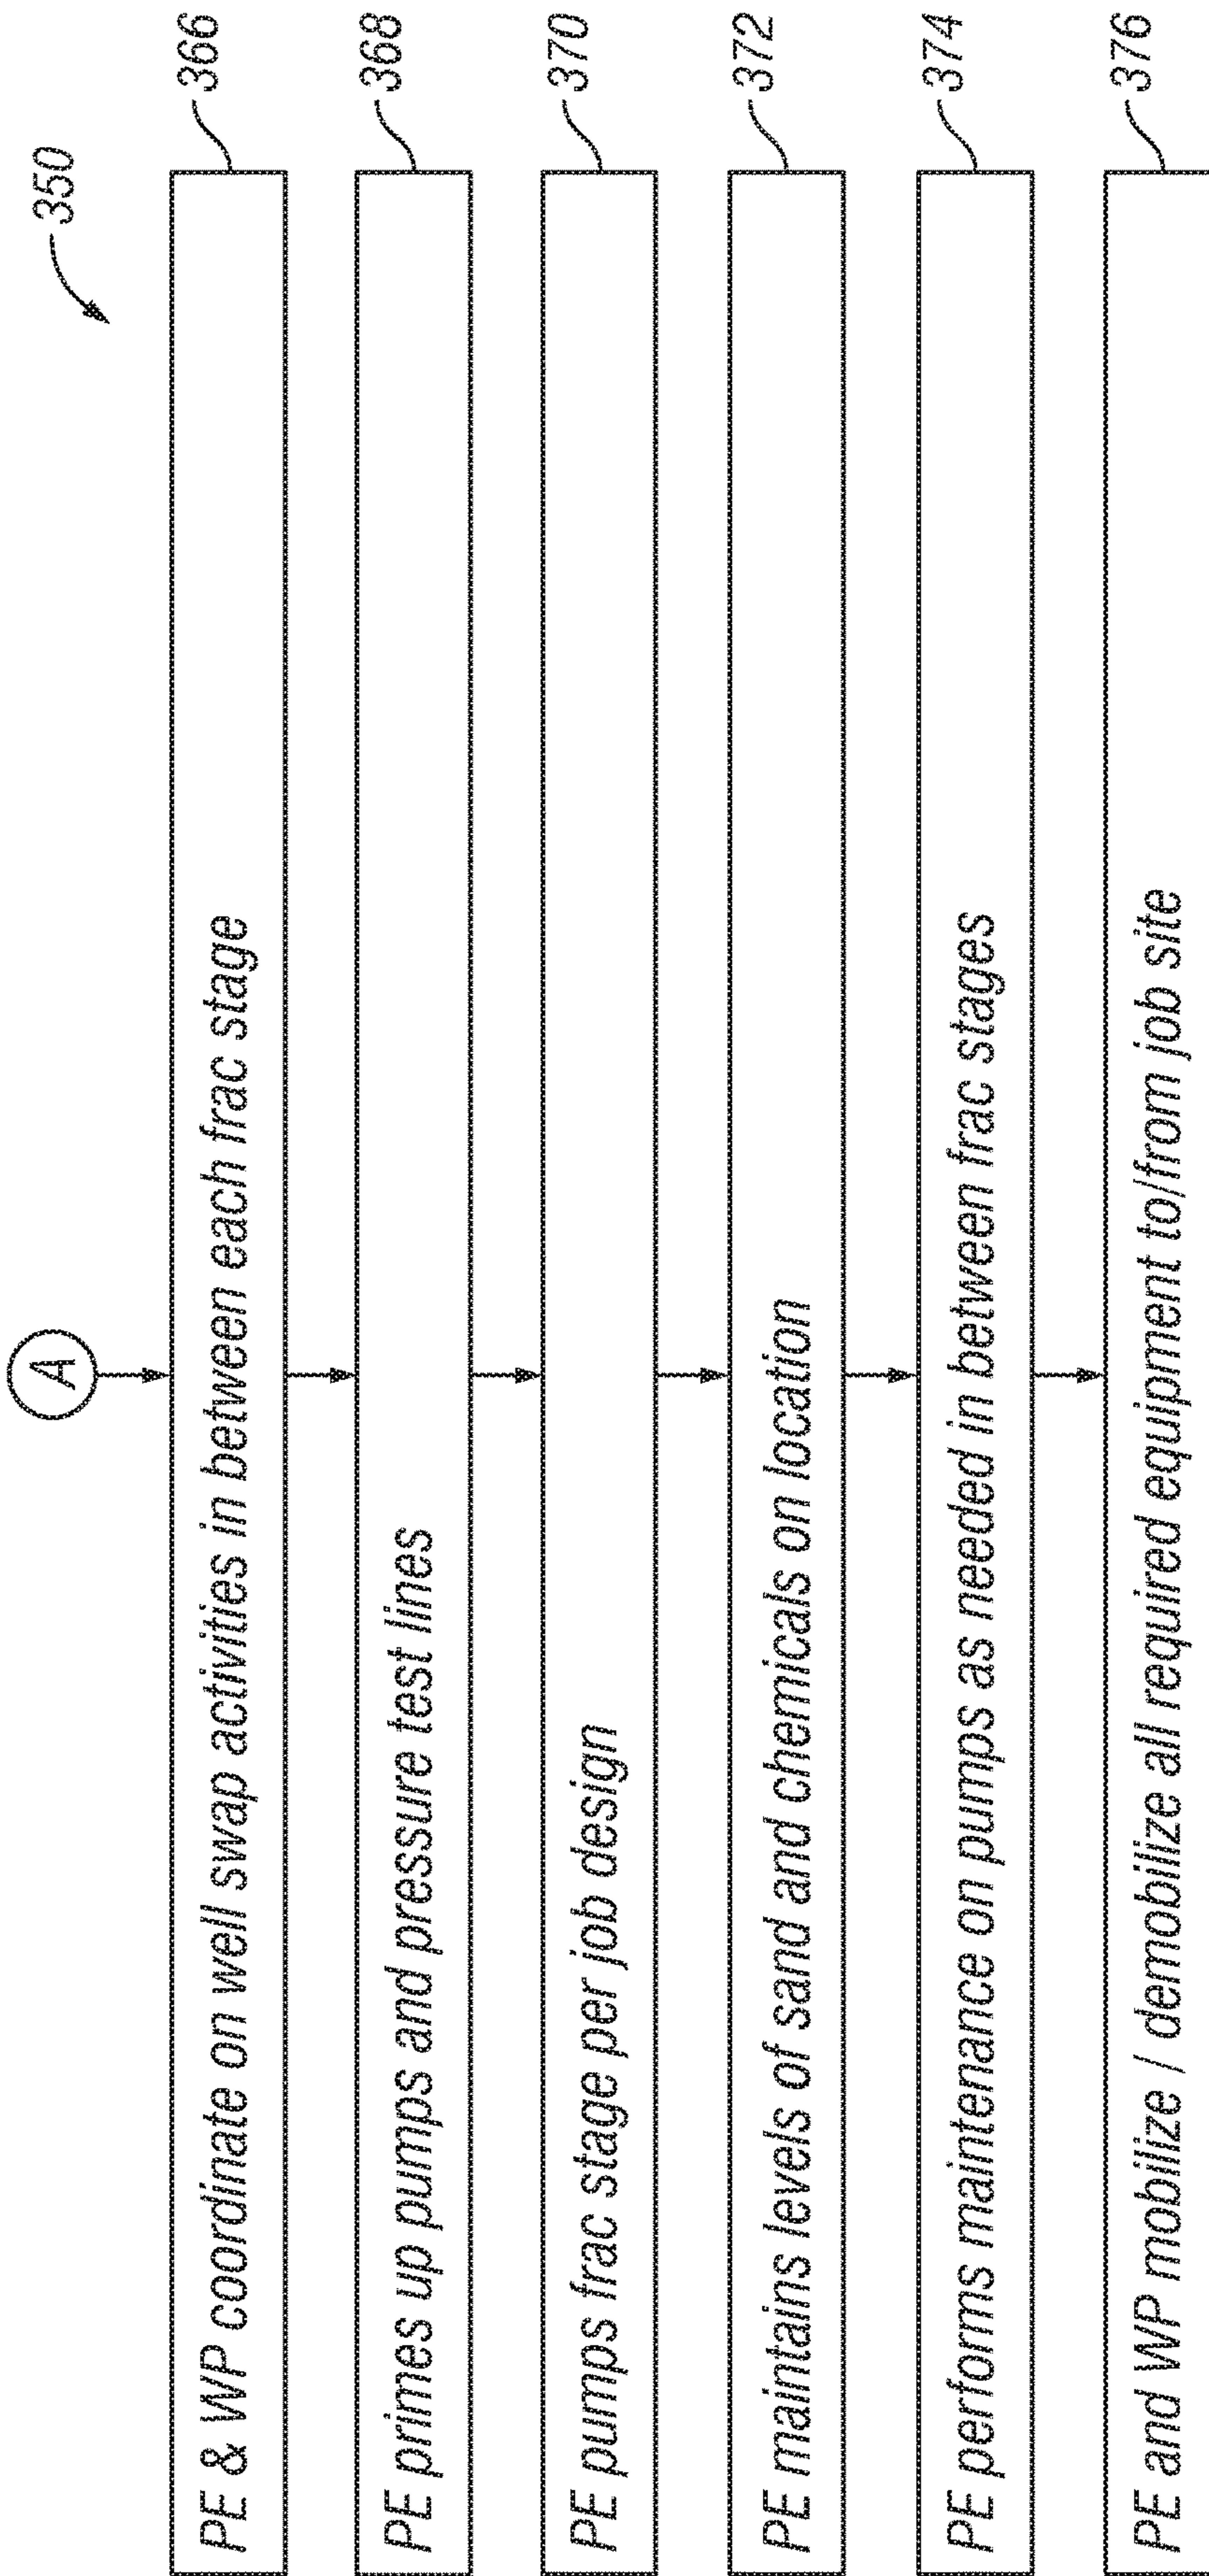 350
A
PE & WP coordinate on well swap activities in between each frac stage
366
PE primes up pumps and pressure test lines
368
PE pumps frac stage per job design
370
PE maintains levels of sand and chemicals on location
372
PE performs maintenance on pumps as needed in between frac stages
374
PE and WP mobilize / demobilize all required equipment to/from job site
376